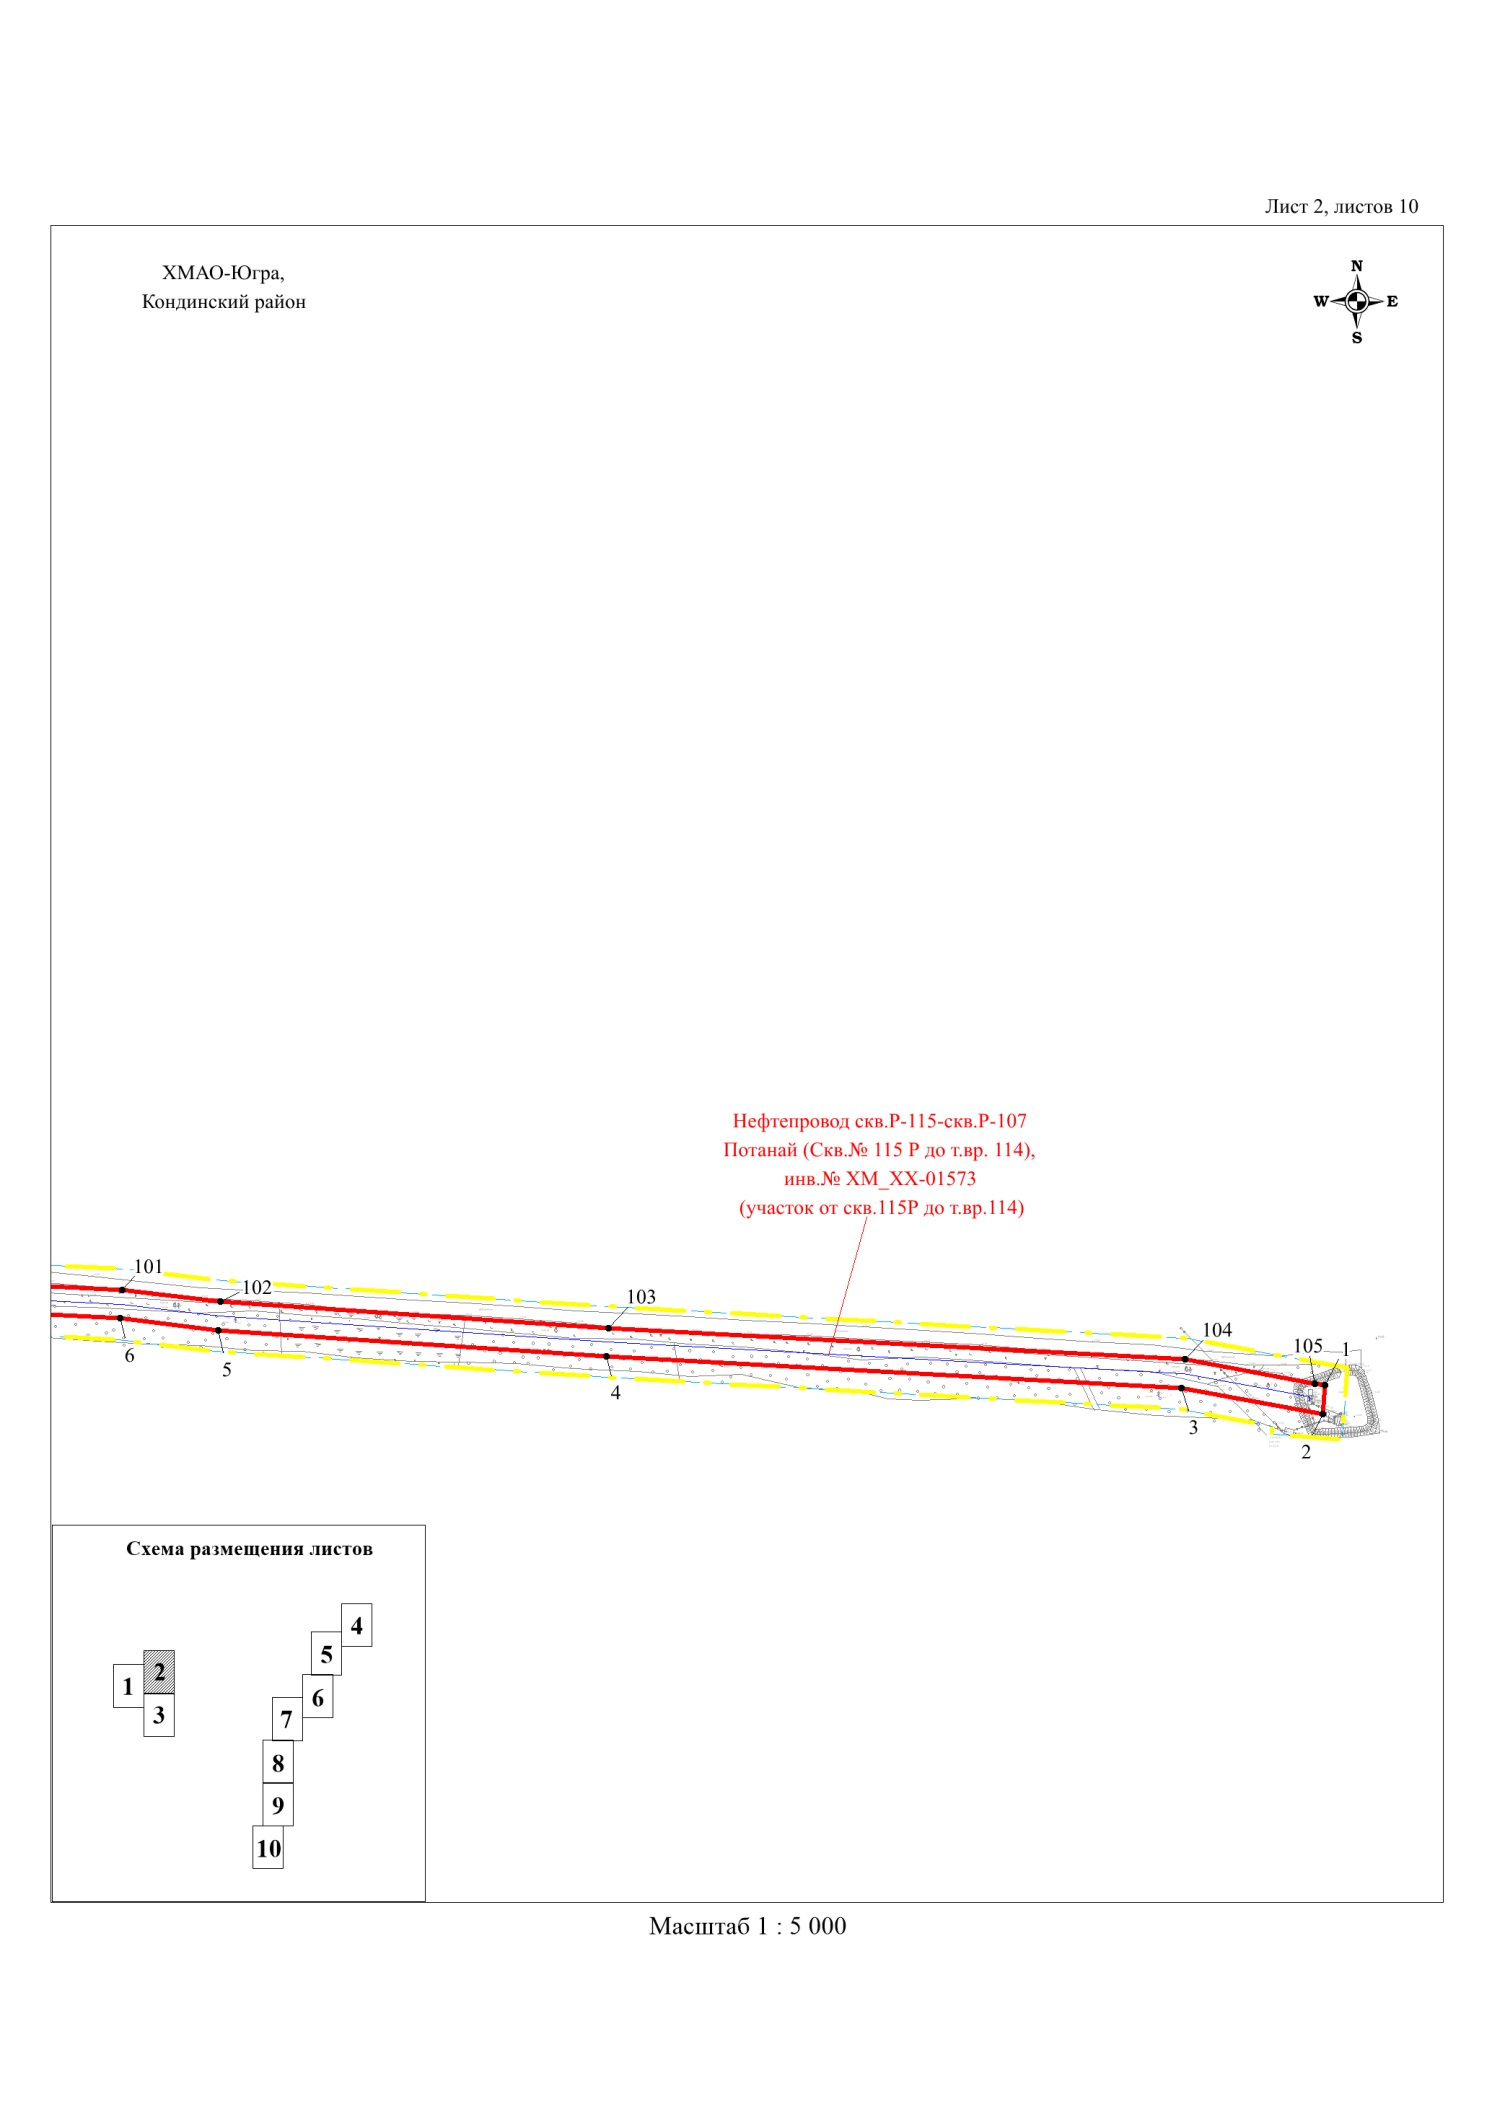 Лист 2, листов 10
ХМАО-Югра,
Кондинский район
N
W E
S
Нефтепровод скв.Р-115-скв.Р-107
Потанай (Скв.№ 115 Р до т.вр. 114),
инв.№ ХМ_ХХ-01573
(участок от скв.115Р до т.вр.114)
101
102
103
104
105
1
6
5
4
3
2
Схема размещения листов
4
5
2
1
6
3
7
8
9
10
Масштаб 1 : 5 000